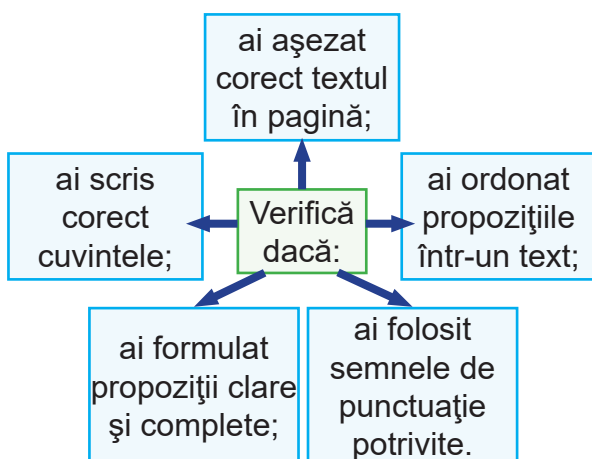 ai aşezat
corect textul
în pagină;
ai scris
corect
cuvintele;
Verifică
dacă:
ai ordonat
propoziţiile
într-un text;
ai formulat
propoziţii clare
şi complete;
ai folosit
semnele de
punctuaţie
potrivite.